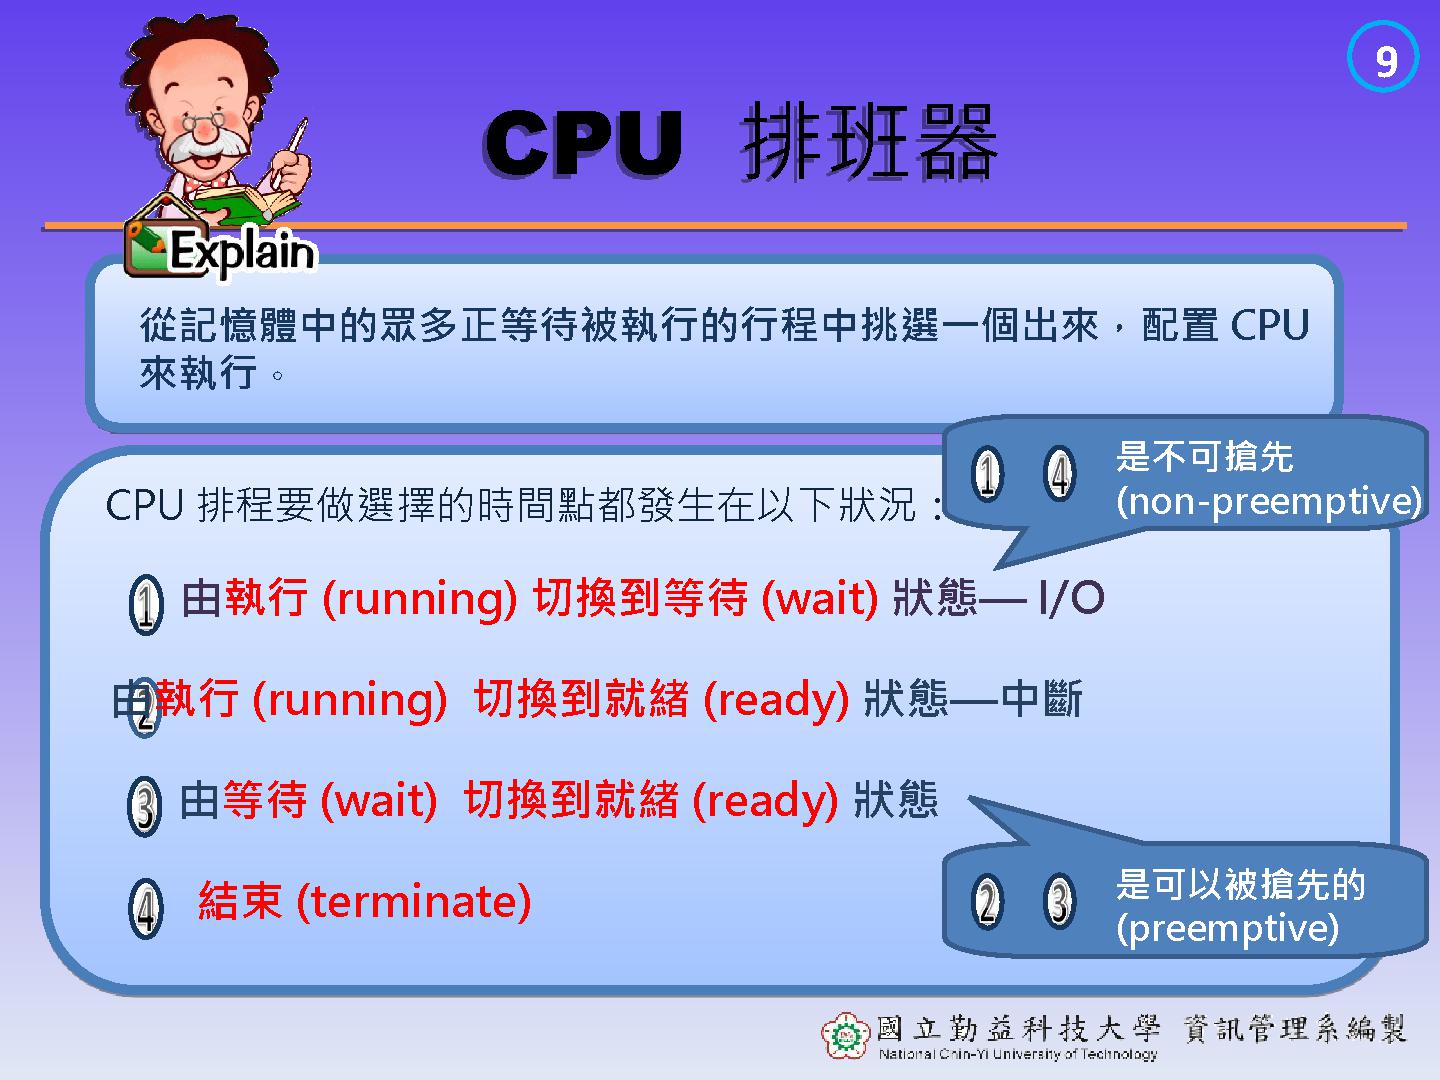 9
CPU 排班器
Explain
從記憶體中的眾多正等待被執行的行程中挑選一個出來，配置 CPU
來執行。
CPU 排程要做選擇的時間點都發生在以下狀況：
1 4 是不可搶先
(non-preemptive)
1 由執行 (running) 切換到等待 (wait) 狀態— I/O
2 由執行 (running) 切換到就緒 (ready) 狀態—中斷
3 由等待 (wait) 切換到就緒 (ready) 狀態
4 結束 (terminate)
2 3 是可以被搶先的
(preemptive)
國立勤益科技大學 資訊管理系編製
National Chin-Yi University of Technology